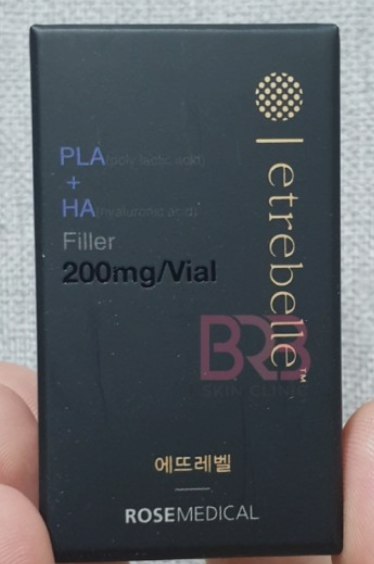 PLA(poly lactic acid)
+
HA(hyaluronic acid)
Filler
200mg/Vial
etrebelle™
BRB
SKIN CLINIC
에뜨레벨
ROSEMEDICAL